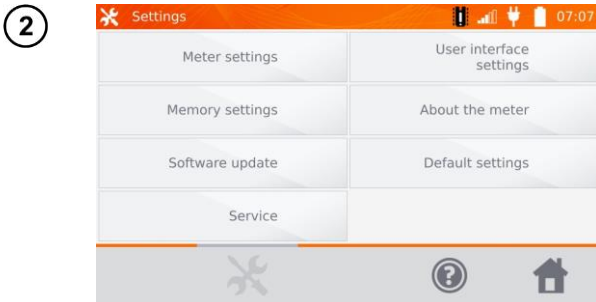 2
Settings
07:07
Meter settings
User interface
settings
Memory settings
About the meter
Software update
Default settings
Service
?